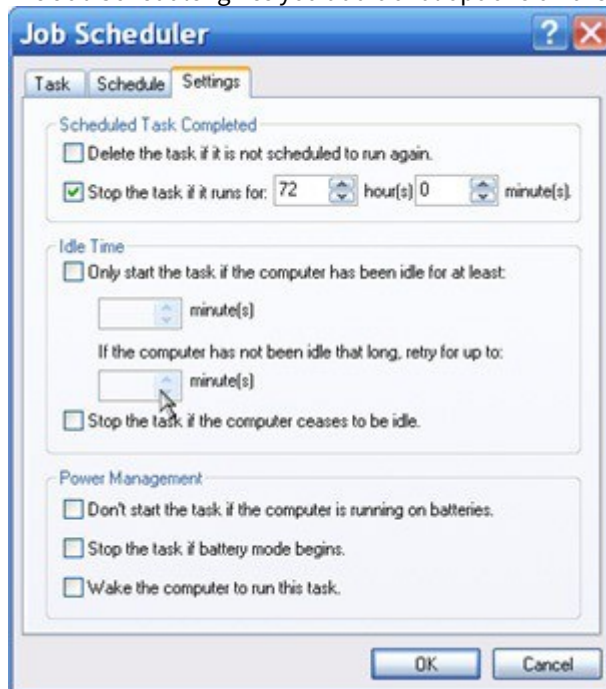 Job Scheduler
Task Schedule Settings
Scheduled Task Completed
Delete the task if it is not scheduled to run again.
Stop the task if it runs for: 72 hour(s) 0 minute(s).
Idle Time
Only start the task if the computer has been idle for at least:
minute(s)
If the computer has not been idle that long, retry for up to:
minute(s)
Stop the task if the computer ceases to be idle.
Power Management
Don't start the task if the computer is running on batteries.
Stop the task if battery mode begins.
Wake the computer to run this task.
OK Cancel